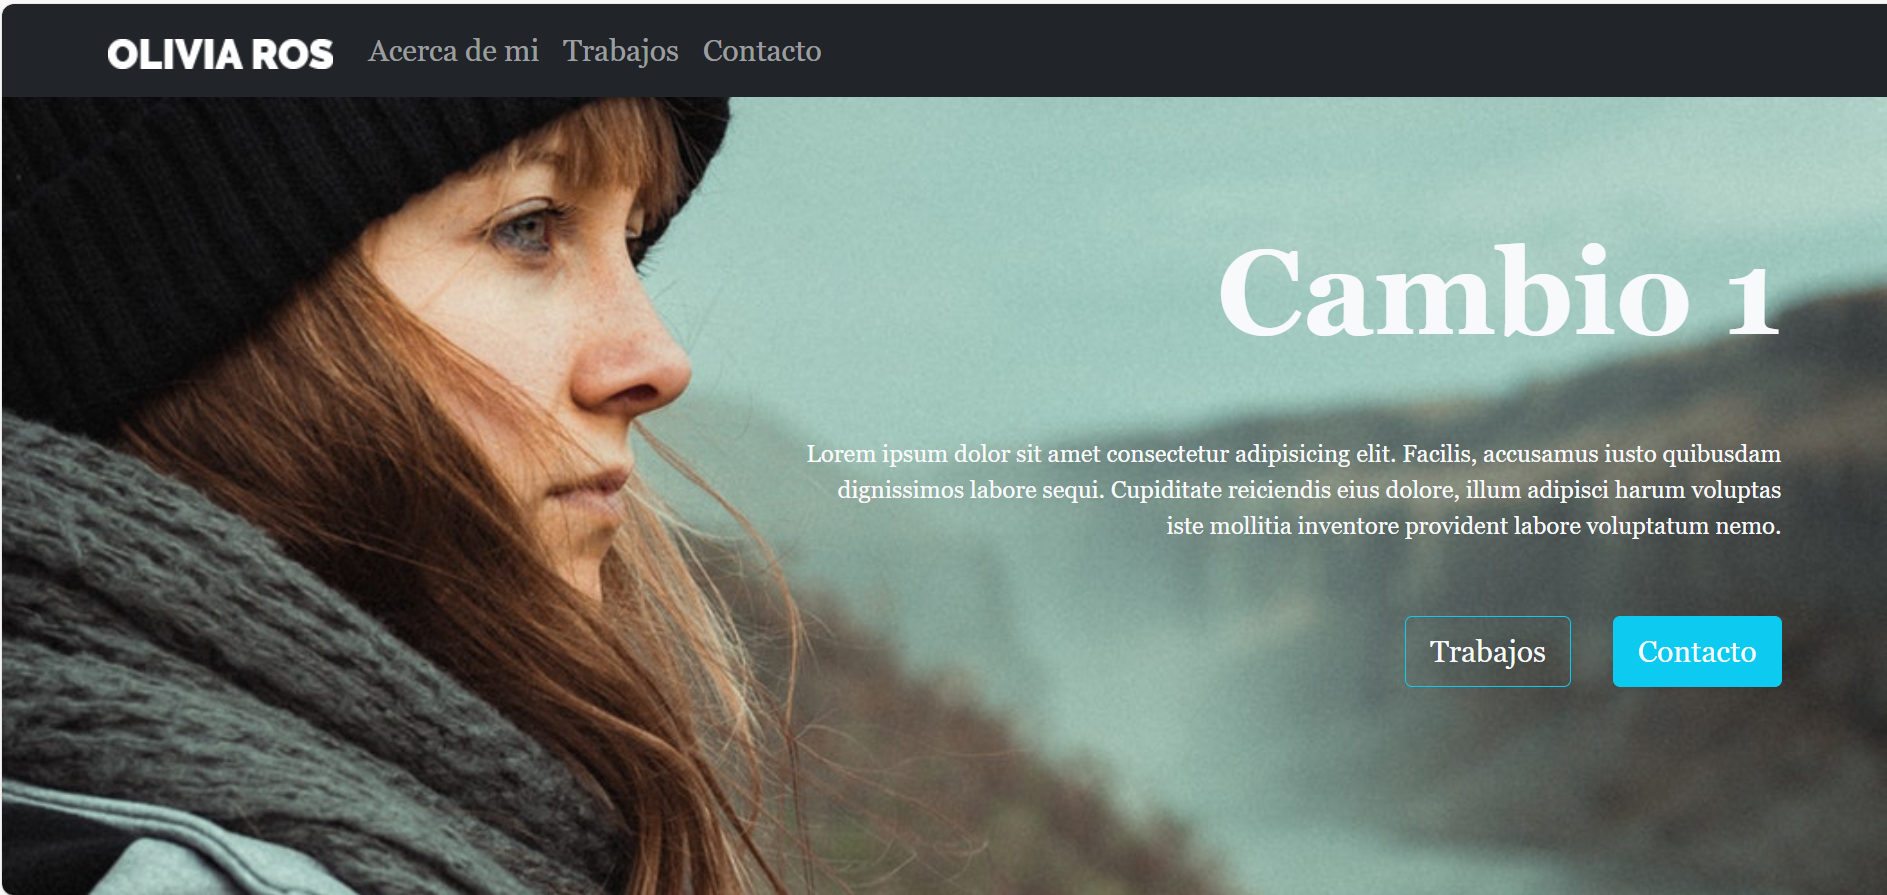 OLIVIA ROS
Acerca de mi Trabajos Contacto
Cambio 1
Lorem ipsum dolor sit amet consectetur adipisicing elit. Facilis, accusamus iusto quibusdam
dignissimos labore sequi. Cupiditate reiciendis eius dolore, illum adipisci harum voluptas
iste mollitia inventore provident labore voluptatum nemo.
Trabajos Contacto